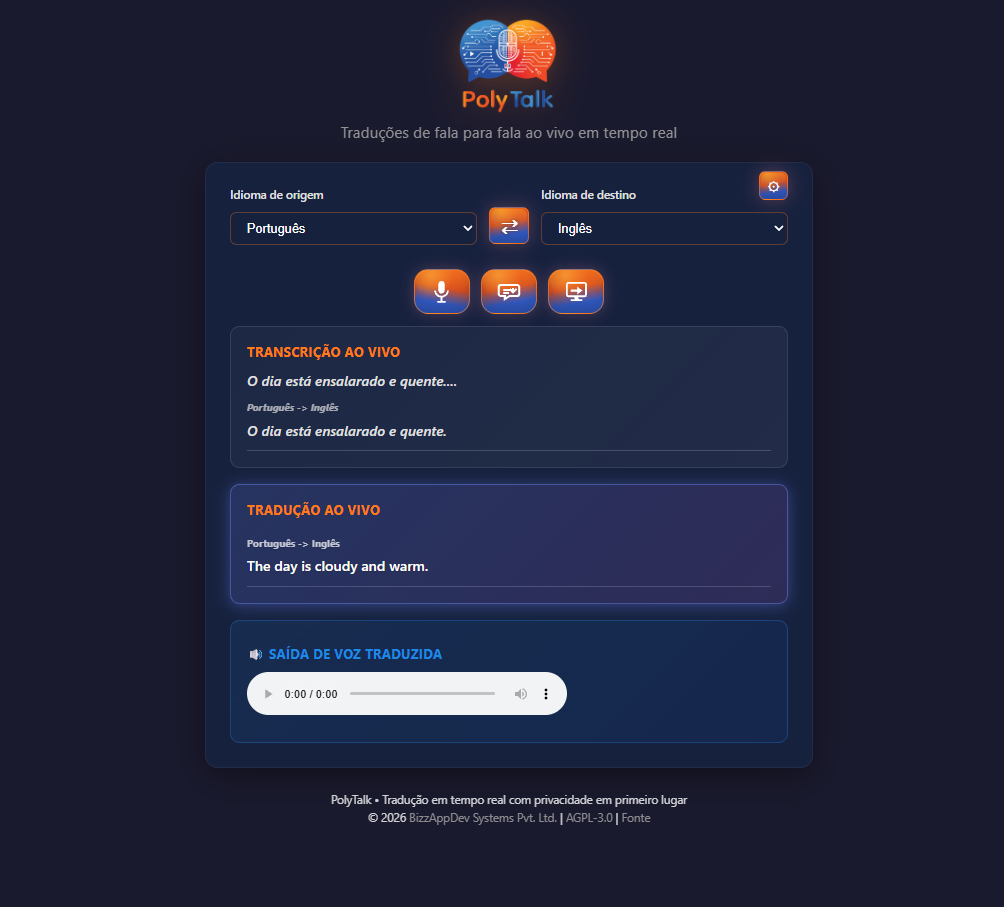 PolyTalk
Traduções de fala para fala ao vivo em tempo real
Idioma de origem
Idioma de destino
Português
Inglês
TRANSCRIÇÃO AO VIVO
O dia está ensalarado e quente....
Português -> Inglês
O dia está ensalarado e quente.
TRADUÇÃO AO VIVO
Português -> Inglês
The day is cloudy and warm.
SAÍDA DE VOZ TRADUZIDA
0:00 / 0:00
PolyTalk • Tradução em tempo real com privacidade em primeiro lugar
© 2026 BizzAppDev Systems Pvt. Ltd. | AGPL-3.0 | Fonte